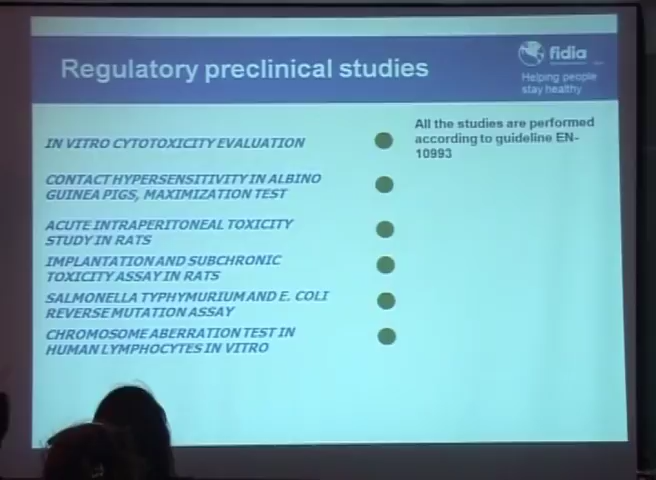 Regulatory preclinical studies
fidia
Helping people
stay healthy
IN VITRO CYTOTOXICITY EVALUATION
CONTACT HYPERSENSITIVITY IN ALBINO
GUINEA PIGS, MAXIMIZATION TEST
ACUTE INTRAPERITONEAL TOXICITY
STUDY IN RATS
IMPLANTATION AND SUBCHRONIC
TOXICITY ASSAY IN RATS
SALMONELLA TYPHYMURIUM AND E. COLI
REVERSE MUTATION ASSAY
CHROMOSOME ABERRATION TEST IN
HUMAN LYMPHOCYTES IN VITRO
All the studies are performed
according to guideline EN-
10993